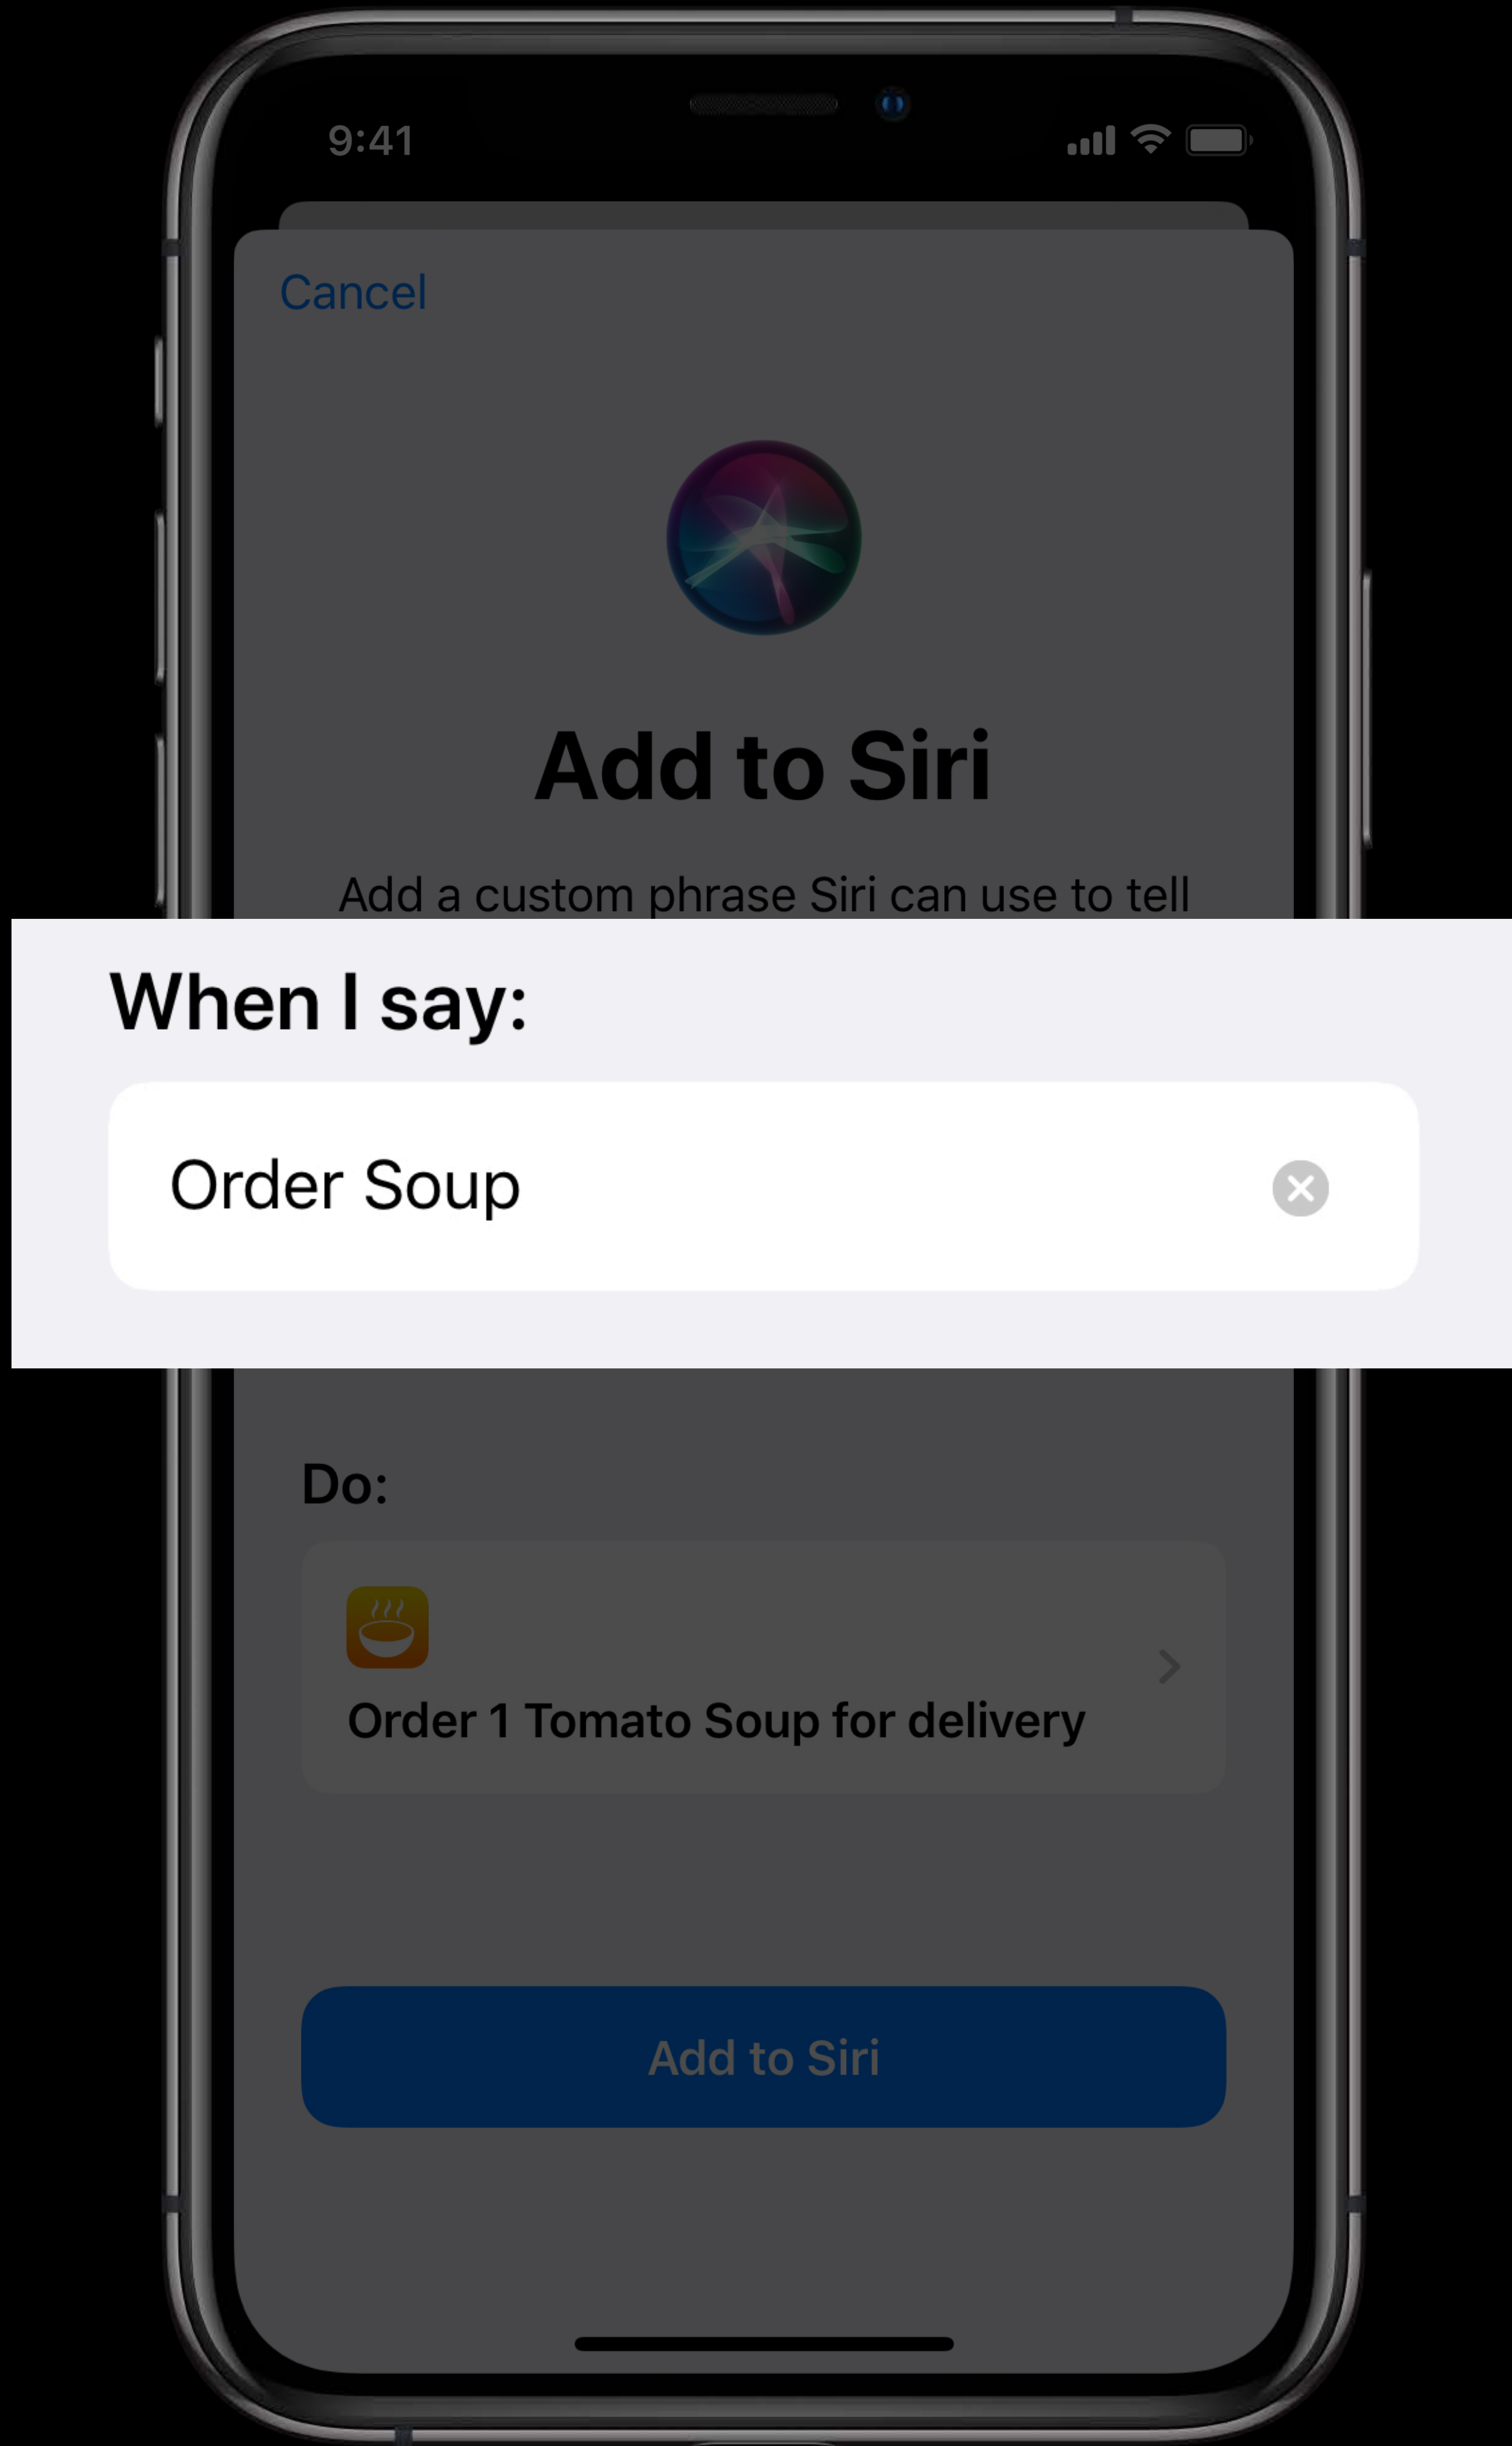 9:41
Cancel
Add to Siri
Add a custom phrase Siri can use to tell
When I say:
Order Soup
Do:
Order 1 Tomato Soup for delivery
Add to Siri